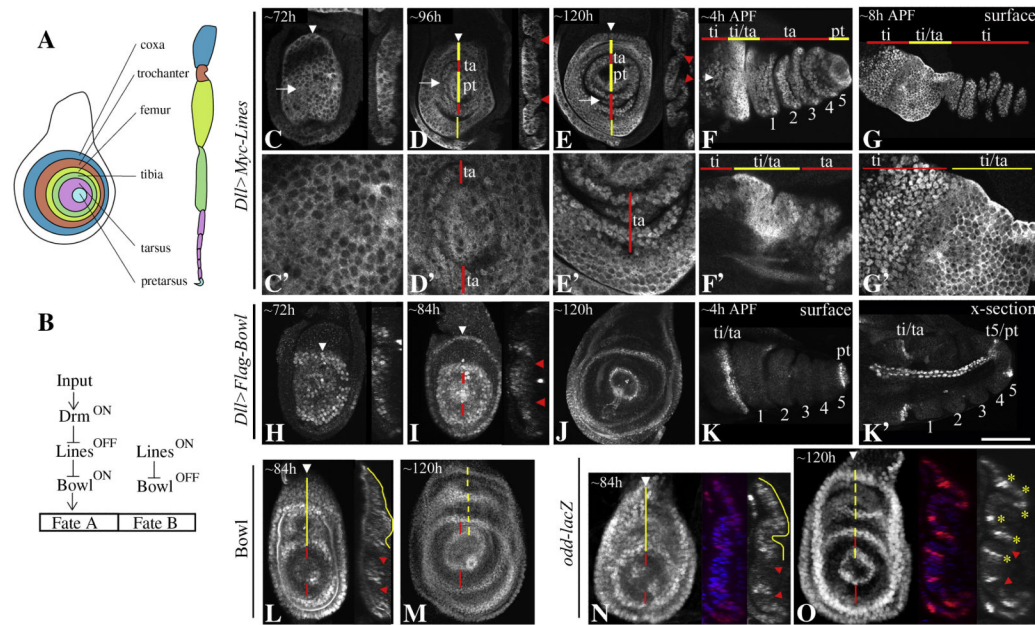 A
coxa
trochanter
femur
tibia
tarsus
pretarsus
B
Input
Drm ON
Lines OFF
Bowl ON
Lines ON
Bowl OFF
Fate A
Fate B
Dll>Myc-Lines
~72h
C
~96h
ta
pt
D
~120h
ta
pt
E
~4h APF
ti ti/ta ta pt
1 2 3 4 5
F
~8h APF surface
ti ti/ta ti
G
C'
ta
ta
D'
ta
E'
ti ti/ta ta
F'
ti ti/ta
G'
Dll>Flag-Bowl
~72h
H
~84h
I
~120h
J
~4h APF surface
ti/ta pt
1 2 3 4 5
K
x-section
ti/ta t5/pt
1 2 3 4 5
K'
Bowl
~84h
L
~120h
M
odd-lacZ
~84h
N
~120h
* * * * *
O